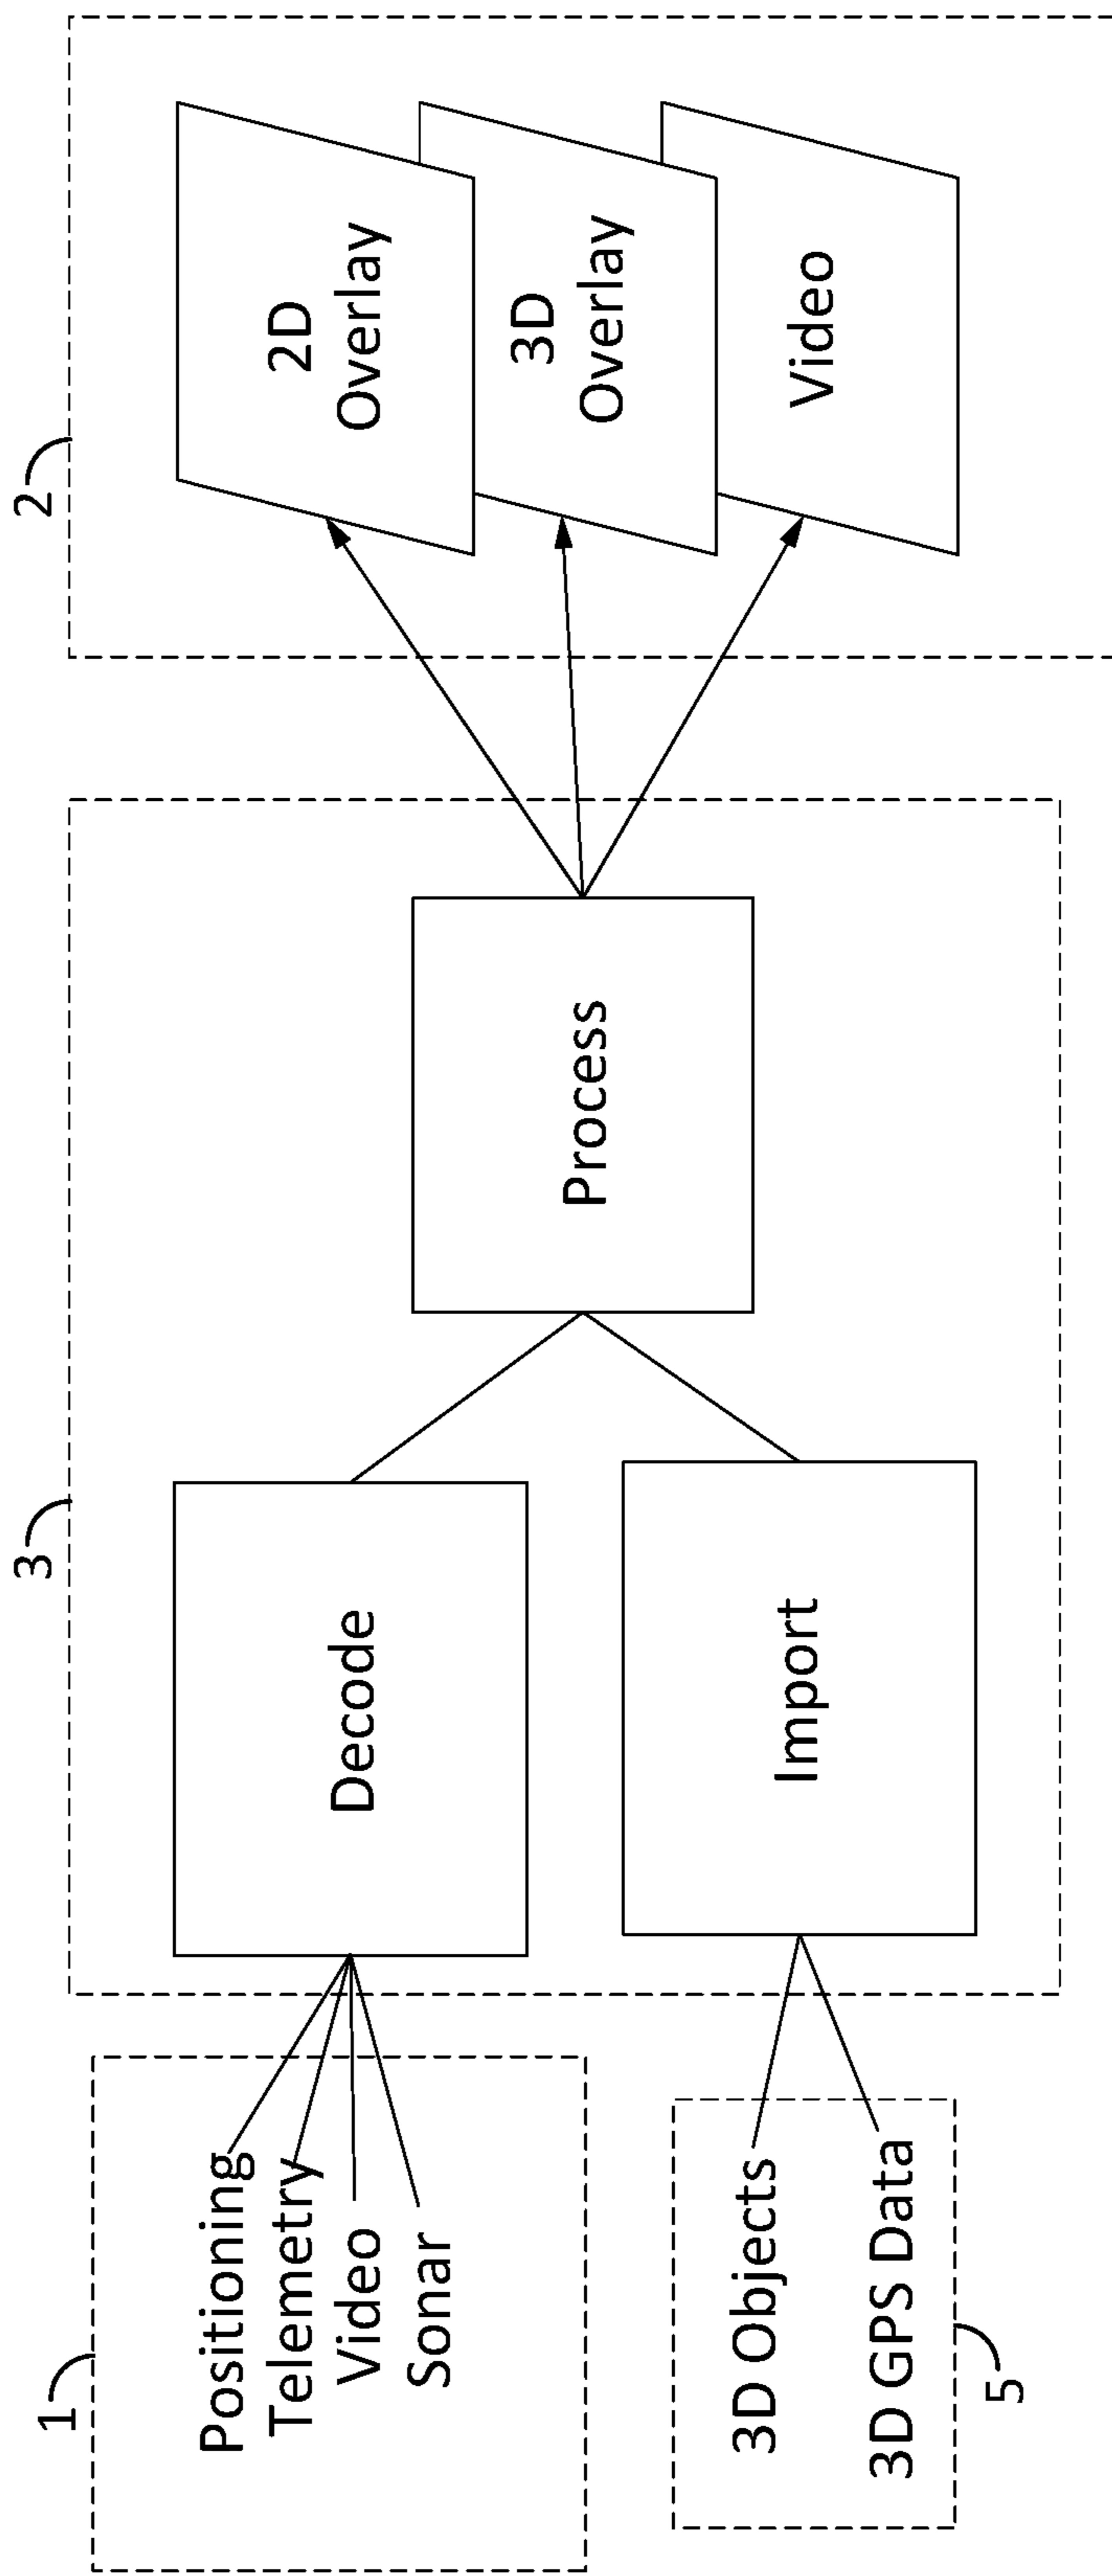 1
Positioning
Telemetry
Video
Sonar
3D Objects
3D GPS Data
5
3
Decode
Import
Process
2
2D
Overlay
3D
Overlay
Video